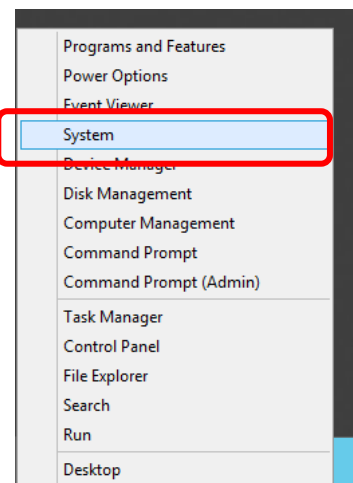 Programs and Features
Power Options
Event Viewer
System
Device Manager
Disk Management
Computer Management
Command Prompt
Command Prompt (Admin)
Task Manager
Control Panel
File Explorer
Search
Run
Desktop